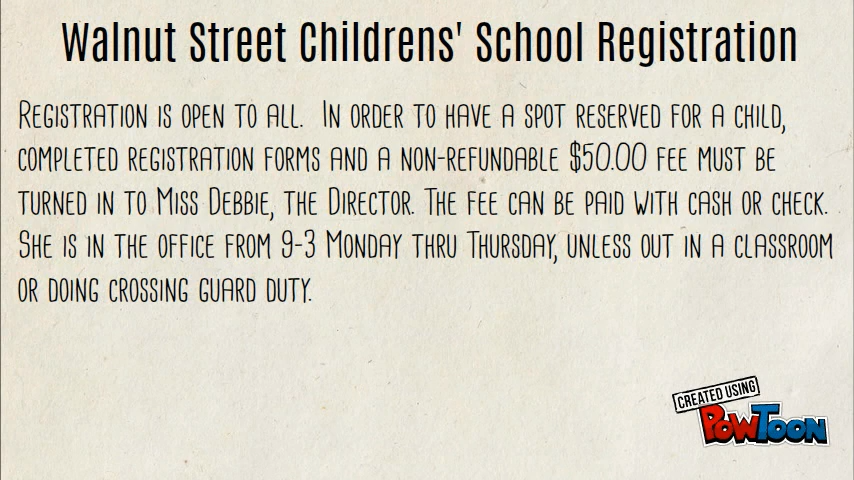 Walnut Street Childrens' School Registration
Registration is open to all.  In order to have a spot reserved for a child,
completed registration forms and a non-refundable $50.00 fee must be
turned in to Miss Debbie, the Director. The fee can be paid with cash or check.
She is in the office from 9-3 Monday thru Thursday, unless out in a classroom
or doing crossing guard duty.
CREATED USING
PowToon